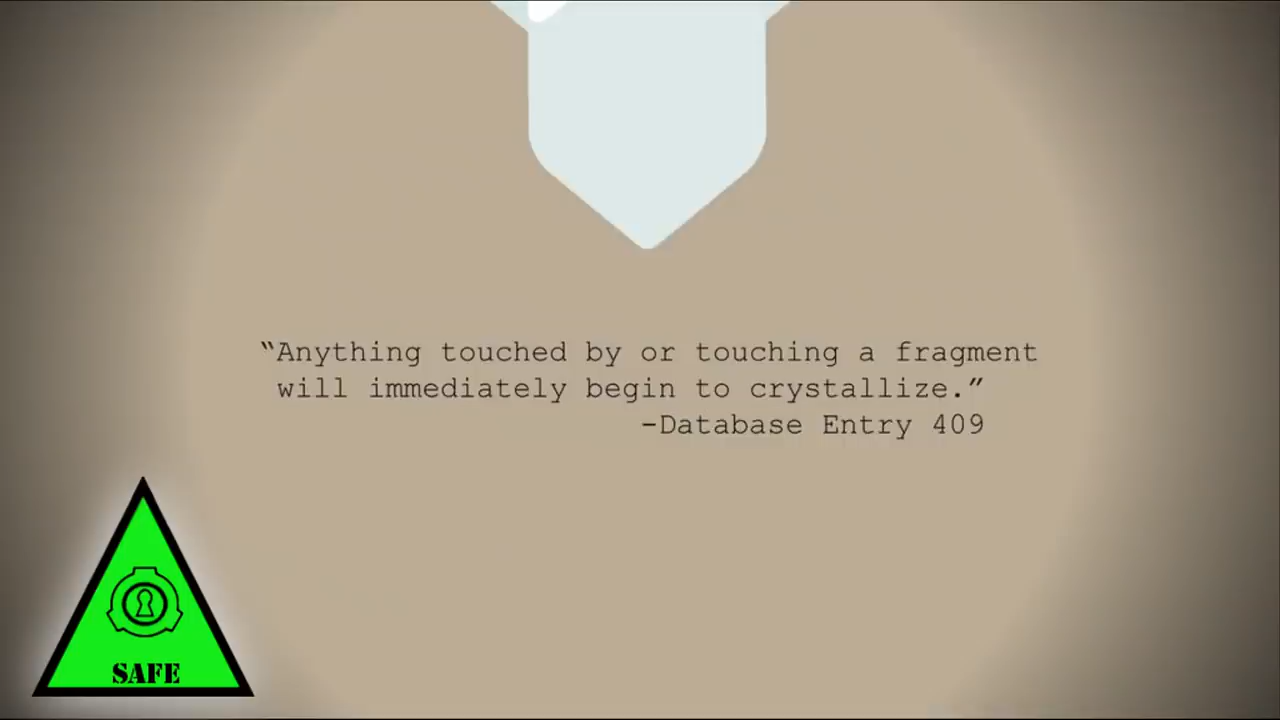 “Anything touched by or touching a fragment
will immediately begin to crystallize.”
-Database Entry 409
SAFE